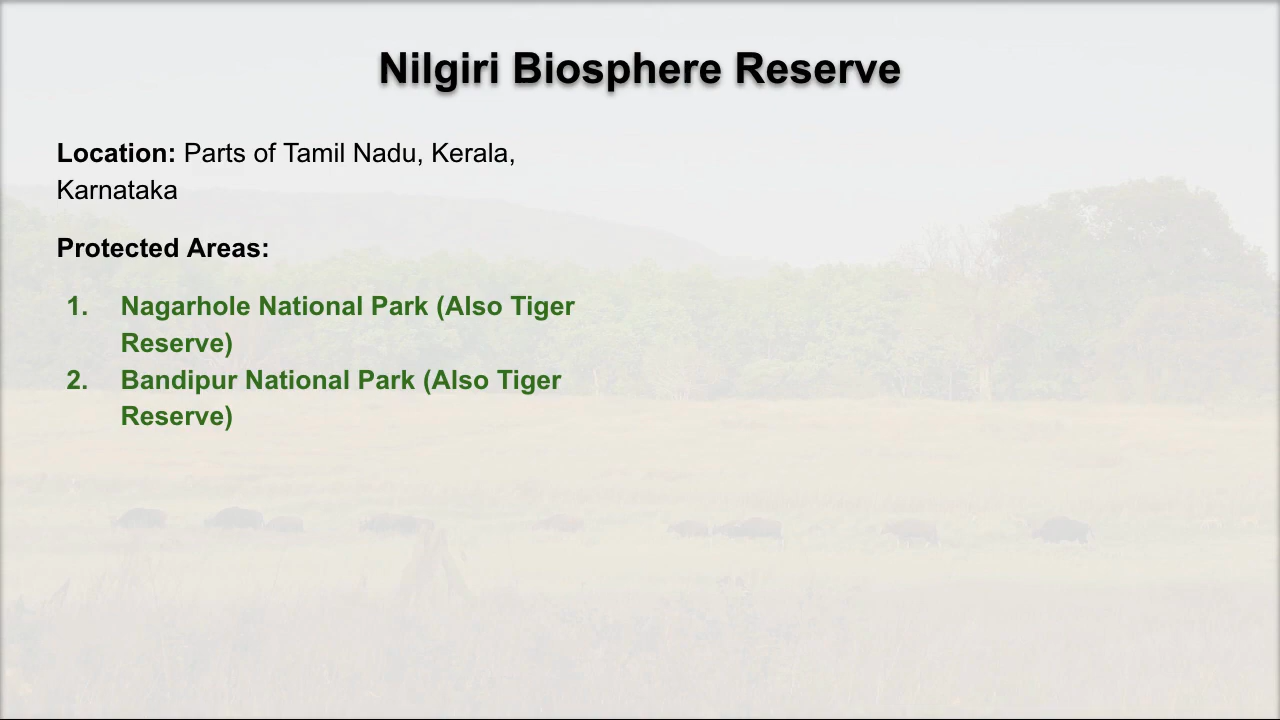 Nilgiri Biosphere Reserve
Location: Parts of Tamil Nadu, Kerala,
Karnataka
Protected Areas:
1. Nagarhole National Park (Also Tiger
Reserve)
2. Bandipur National Park (Also Tiger
Reserve)